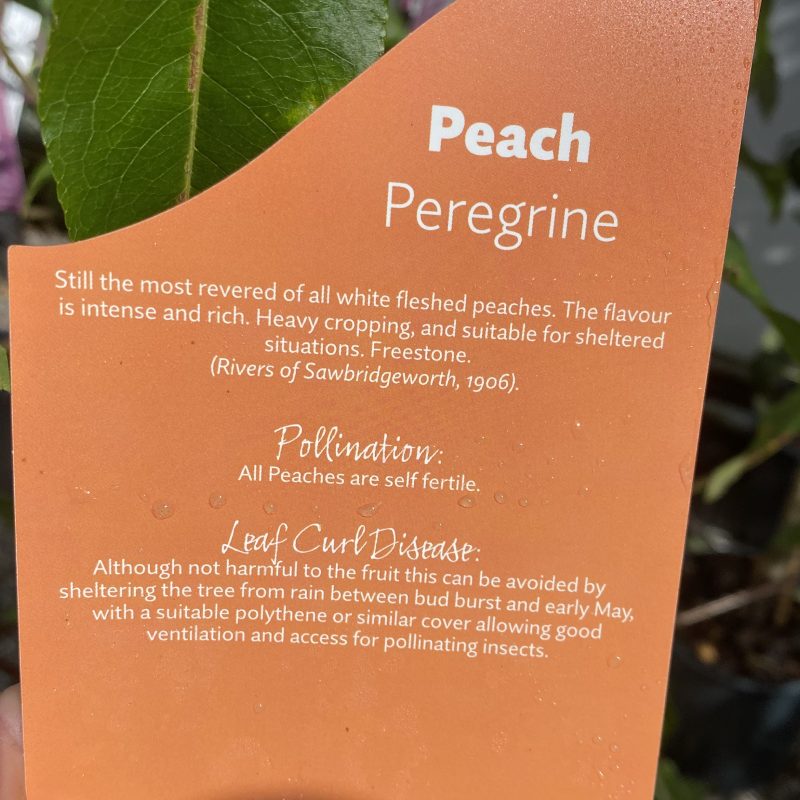 Peach
Peregrine
Still the most revered of all white fleshed peaches. The flavour
is intense and rich. Heavy cropping, and suitable for sheltered
situations. Freestone.
(Rivers of Sawbridgeworth, 1906).
Pollination:
All Peaches are self fertile.
Leaf Curl Disease:
Although not harmful to the fruit this can be avoided by
sheltering the tree from rain between bud burst and early May,
with a suitable polythene or similar cover allowing good
ventilation and access for pollinating insects.